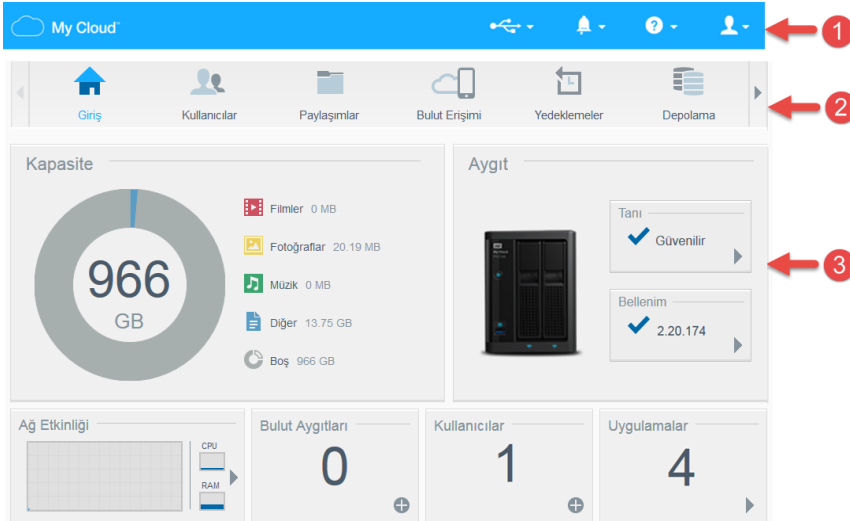 My Cloud™
1
Giriş
Kullanıcılar
Paylaşımlar
Bulut Erişimi
Yedeklemeler
Depolama
2
Kapasite
966
GB
Filmler 0 MB
Fotoğraflar 20.19 MB
Müzik 0 MB
Diğer 13.75 GB
Boş 966 GB
Aygıt
Tanı
Güvenilir
Bellenim
2.20.174
3
Ağ Etkinliği
CPU
RAM
Bulut Aygıtları
0
Kullanıcılar
1
Uygulamalar
4